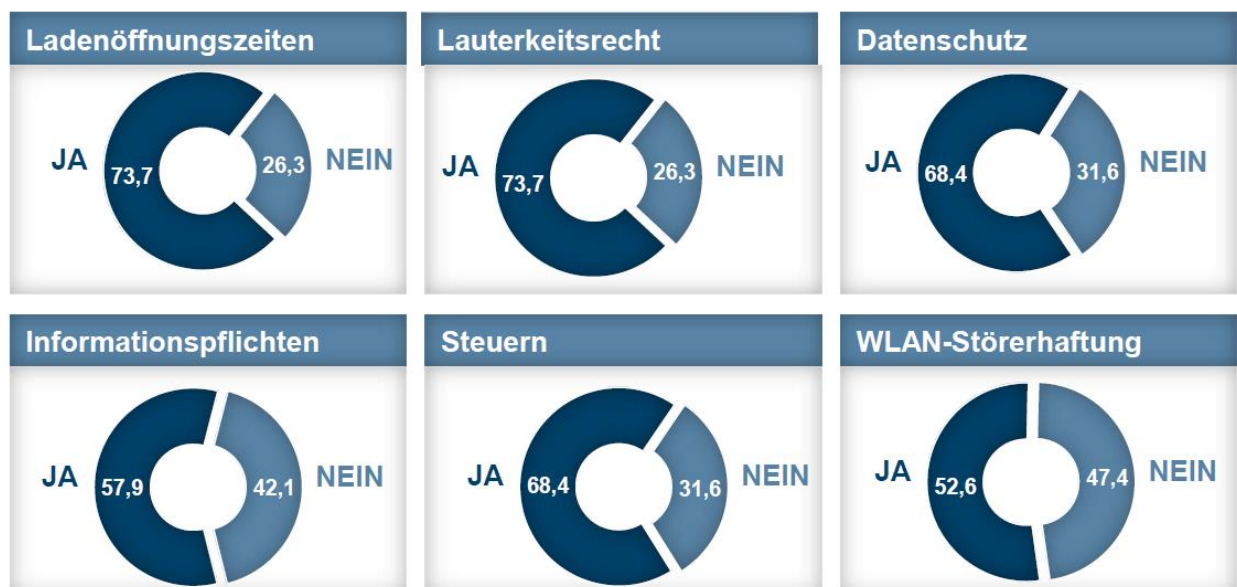 Ladenöffnungszeiten
JA
73,7
26,3
NEIN
Lauterkeitsrecht
JA
73,7
26,3
NEIN
Datenschutz
JA
68,4
31,6
NEIN
Informationspflichten
JA
57,9
42,1
NEIN
Steuern
JA
68,4
31,6
NEIN
WLAN-Störerhaftung
JA
52,6
47,4
NEIN